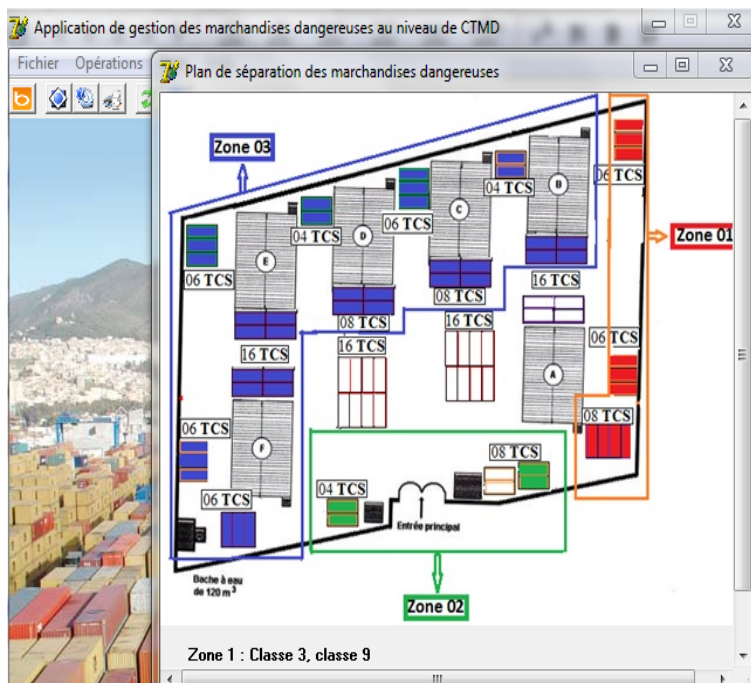 Application de gestion des marchandises dangereuses au niveau de CTMD
Fichier Opérations
Plan de séparation des marchandises dangereuses
Zone 03
B
04 TCS
06 TCS
C
06 TCS
D
04 TCS
Zone 01
E
06 TCS
16 TCS
08 TCS
08 TCS
16 TCS
06 TCS
16 TCS
16 TCS
A
08 TCS
F
06 TCS
08 TCS
04 TCS
06 TCS
Entrée principal
Bache à eau
de 120 m³
Zone 02
Zone 1 : Classe 3, classe 9